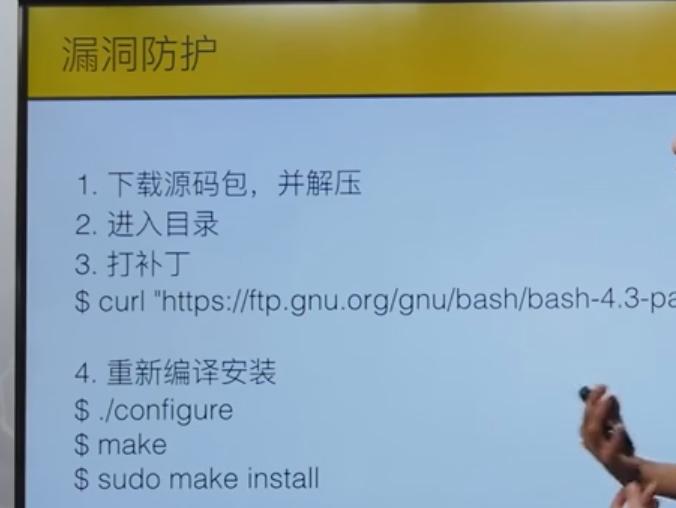 漏洞防护
1. 下载源码包，并解压
2. 进入目录
3. 打补丁
$ curl "https://ftp.gnu.org/gnu/bash/bash-4.3-pa
4. 重新编译安装
$ ./configure
$ make
$ sudo make install